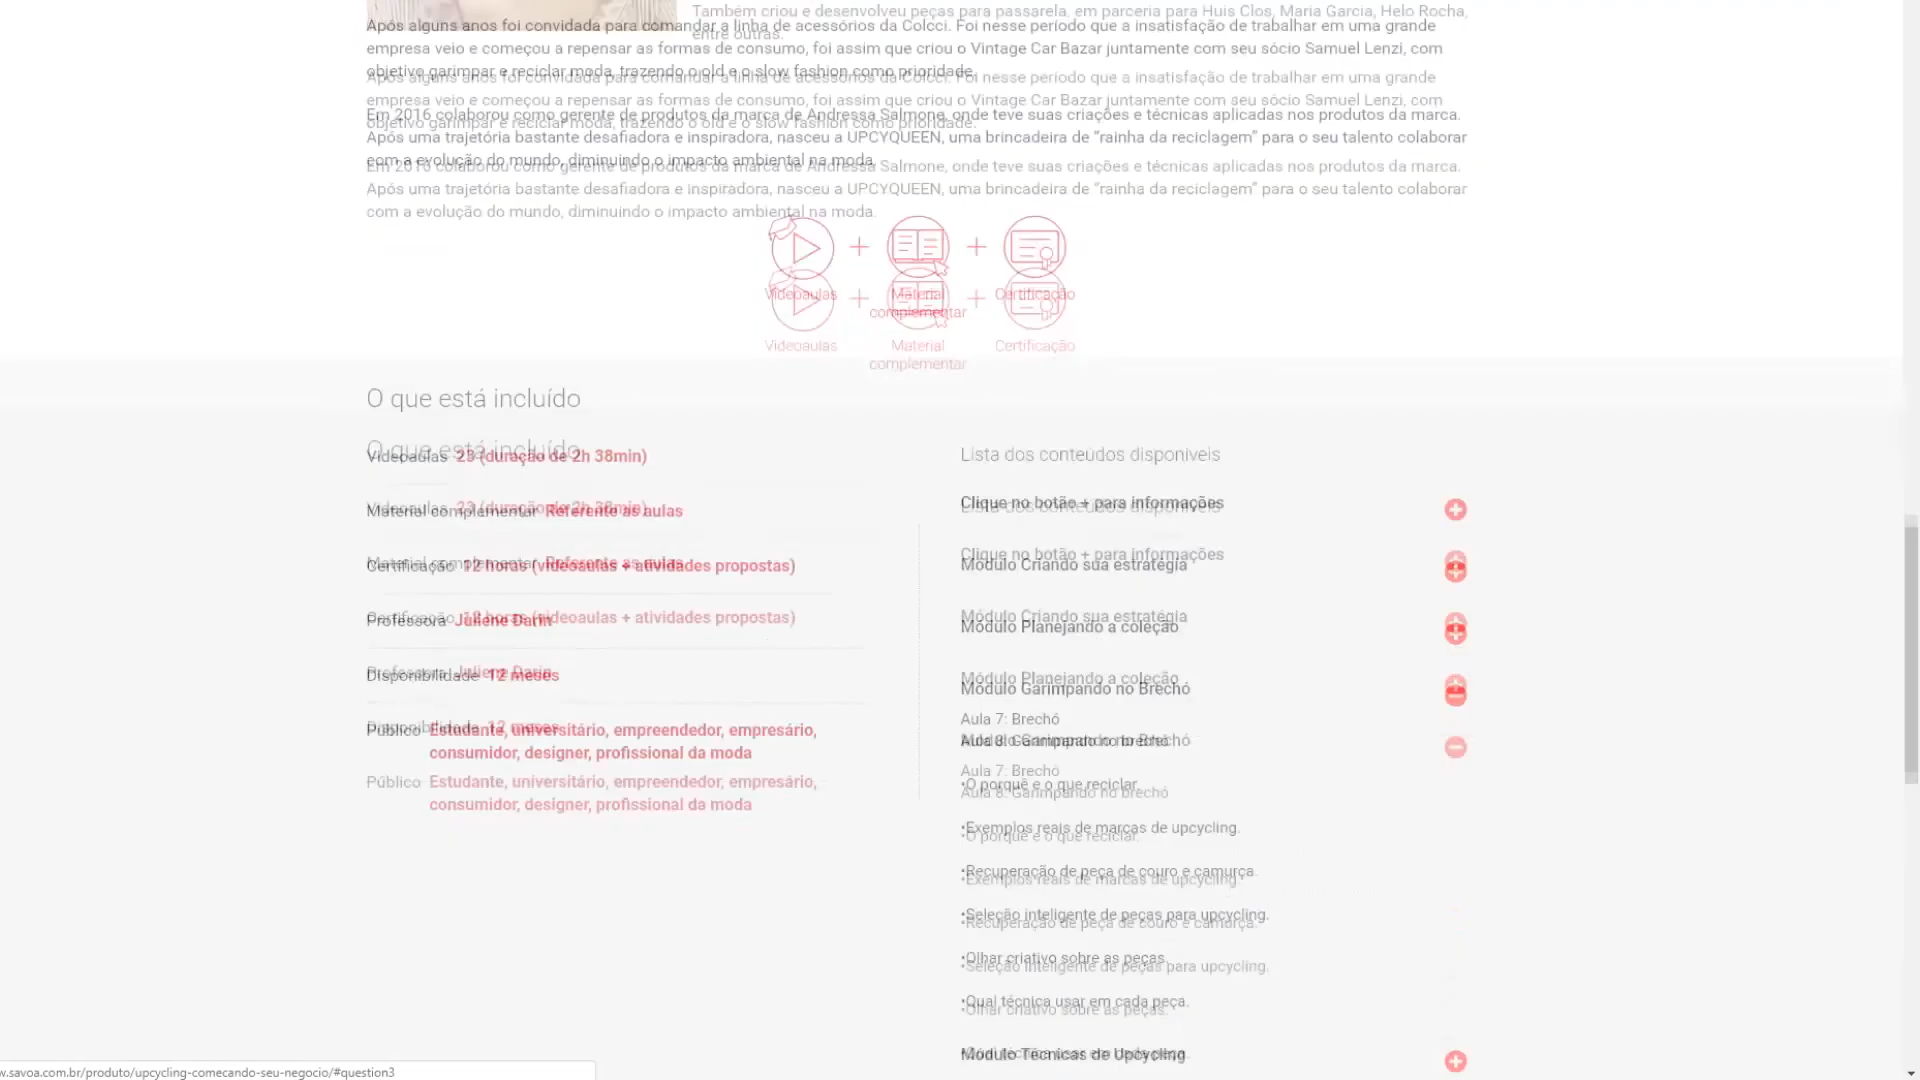 Também criou e desenvolveu peças para passarela, em parceria para Huis Clos, Maria Garcia, Helo Rocha,
entre outras.
Após alguns anos foi convidada para comandar a linha de acessórios da Colcci. Foi nesse período que a insatisfação de trabalhar em uma grande
empresa veio e começou a repensar as formas de consumo, foi assim que criou o Vintage Car Bazar juntamente com seu sócio Samuel Lenzi, com
objetivo garimpar e reciclar moda, trazendo o old e o slow fashion como prioridade.
Em 2016 colaborou como gerente de produtos da marca de Andressa Salmone, onde teve suas criações e técnicas aplicadas nos produtos da marca.
Após uma trajetória bastante desafiadora e inspiradora, nasceu a UPCYQUEEN, uma brincadeira de “rainha da reciclagem” para o seu talento colaborar
com a evolução do mundo, diminuindo o impacto ambiental na moda.
Videoaulas + Material complementar + Certificação
O que está incluído
Videoaulas 23 (duração de 2h 38min)
Material complementar Referente as aulas
Certificação 12 horas (videoaulas + atividades propostas)
Professora Juliene Darin
Disponibilidade 12 meses
Público Estudante, universitário, empreendedor, empresário,
consumidor, designer, profissional da moda
Lista dos conteúdos disponíveis
Clique no botão + para informações
Módulo Criando sua estratégia
Módulo Planejando a coleção
Módulo Garimpando no Brechó
Aula 7: Brechó
Aula 8: Garimpando no brechó
•O porquê e o que reciclar.
•Exemplos reais de marcas de upcycling.
•Recuperação de peça de couro e camurça.
•Seleção inteligente de peças para upcycling.
•Olhar criativo sobre as peças.
•Qual técnica usar em cada peça.
Módulo Técnicas de Upcycling
w.savoa.com.br/produto/upcycling-comecando-seu-negocio/#question3